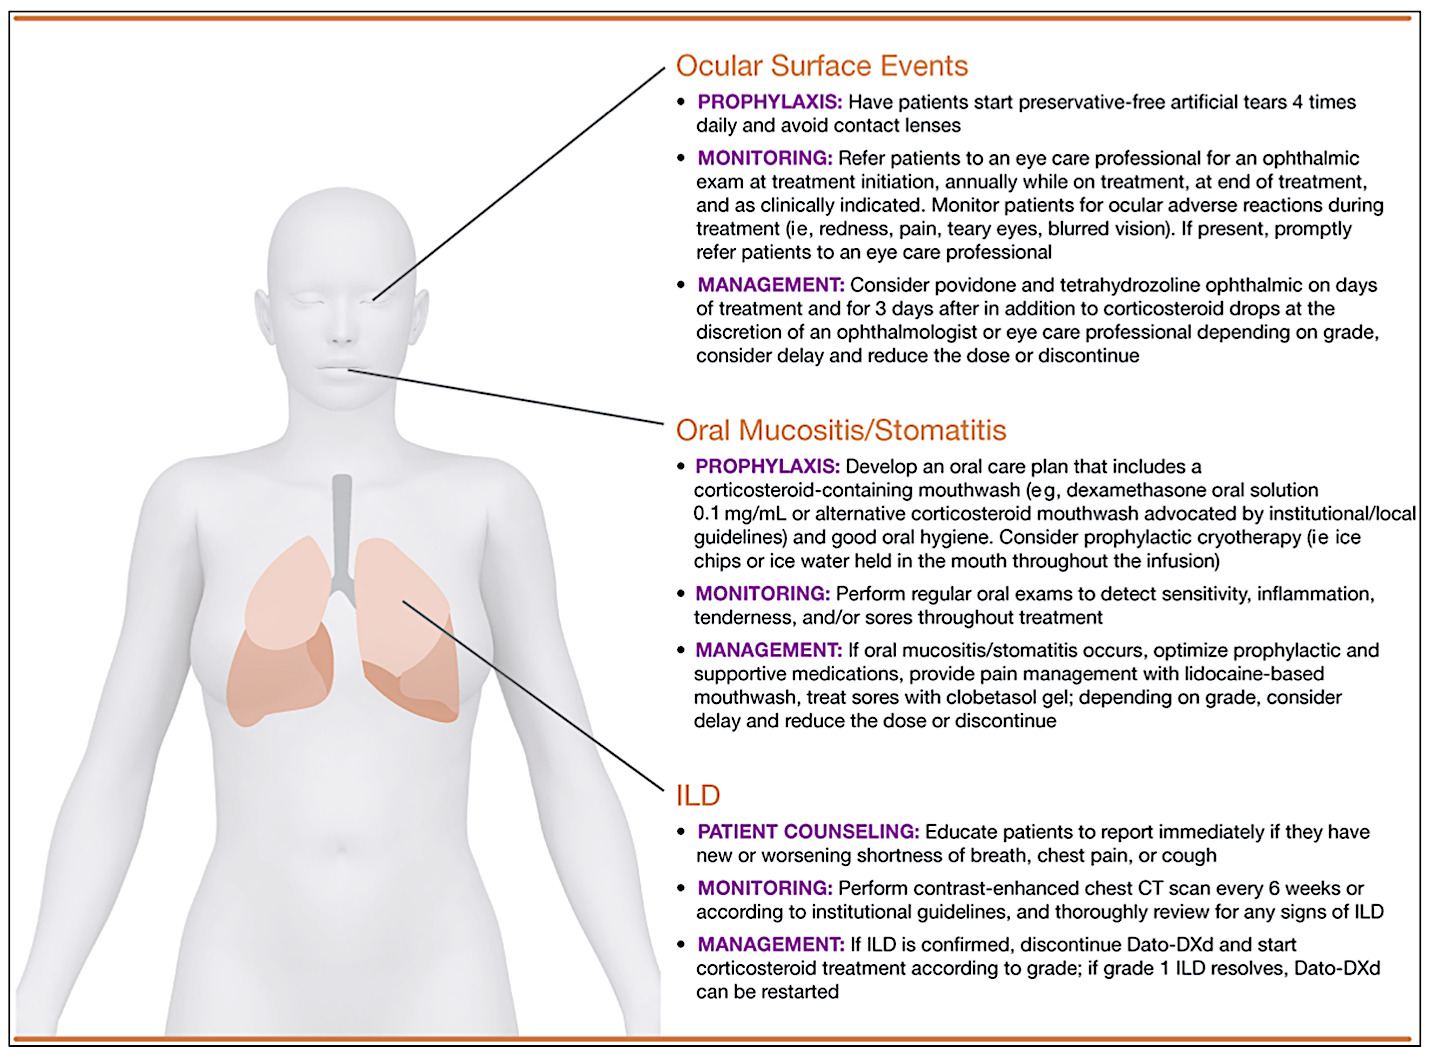 Ocular Surface Events
• PROPHYLAXIS: Have patients start preservative-free artificial tears 4 times
daily and avoid contact lenses
• MONITORING: Refer patients to an eye care professional for an ophthalmic
exam at treatment initiation, annually while on treatment, at end of treatment,
and as clinically indicated. Monitor patients for ocular adverse reactions during
treatment (ie, redness, pain, teary eyes, blurred vision). If present, promptly
refer patients to an eye care professional
• MANAGEMENT: Consider povidone and tetrahydrozoline ophthalmic on days
of treatment and for 3 days after in addition to corticosteroid drops at the
discretion of an ophthalmologist or eye care professional depending on grade,
consider delay and reduce the dose or discontinue
Oral Mucositis/Stomatitis
• PROPHYLAXIS: Develop an oral care plan that includes a
corticosteroid-containing mouthwash (eg, dexamethasone oral solution
0.1 mg/mL or alternative corticosteroid mouthwash advocated by institutional/local
guidelines) and good oral hygiene. Consider prophylactic cryotherapy (ie ice
chips or ice water held in the mouth throughout the infusion)
• MONITORING: Perform regular oral exams to detect sensitivity, inflammation,
tenderness, and/or sores throughout treatment
• MANAGEMENT: If oral mucositis/stomatitis occurs, optimize prophylactic and
supportive medications, provide pain management with lidocaine-based
mouthwash, treat sores with clobetasol gel; depending on grade, consider
delay and reduce the dose or discontinue
ILD
• PATIENT COUNSELING: Educate patients to report immediately if they have
new or worsening shortness of breath, chest pain, or cough
• MONITORING: Perform contrast-enhanced chest CT scan every 6 weeks or
according to institutional guidelines, and thoroughly review for any signs of ILD
• MANAGEMENT: If ILD is confirmed, discontinue Dato-DXd and start
corticosteroid treatment according to grade; if grade 1 ILD resolves, Dato-DXd
can be restarted